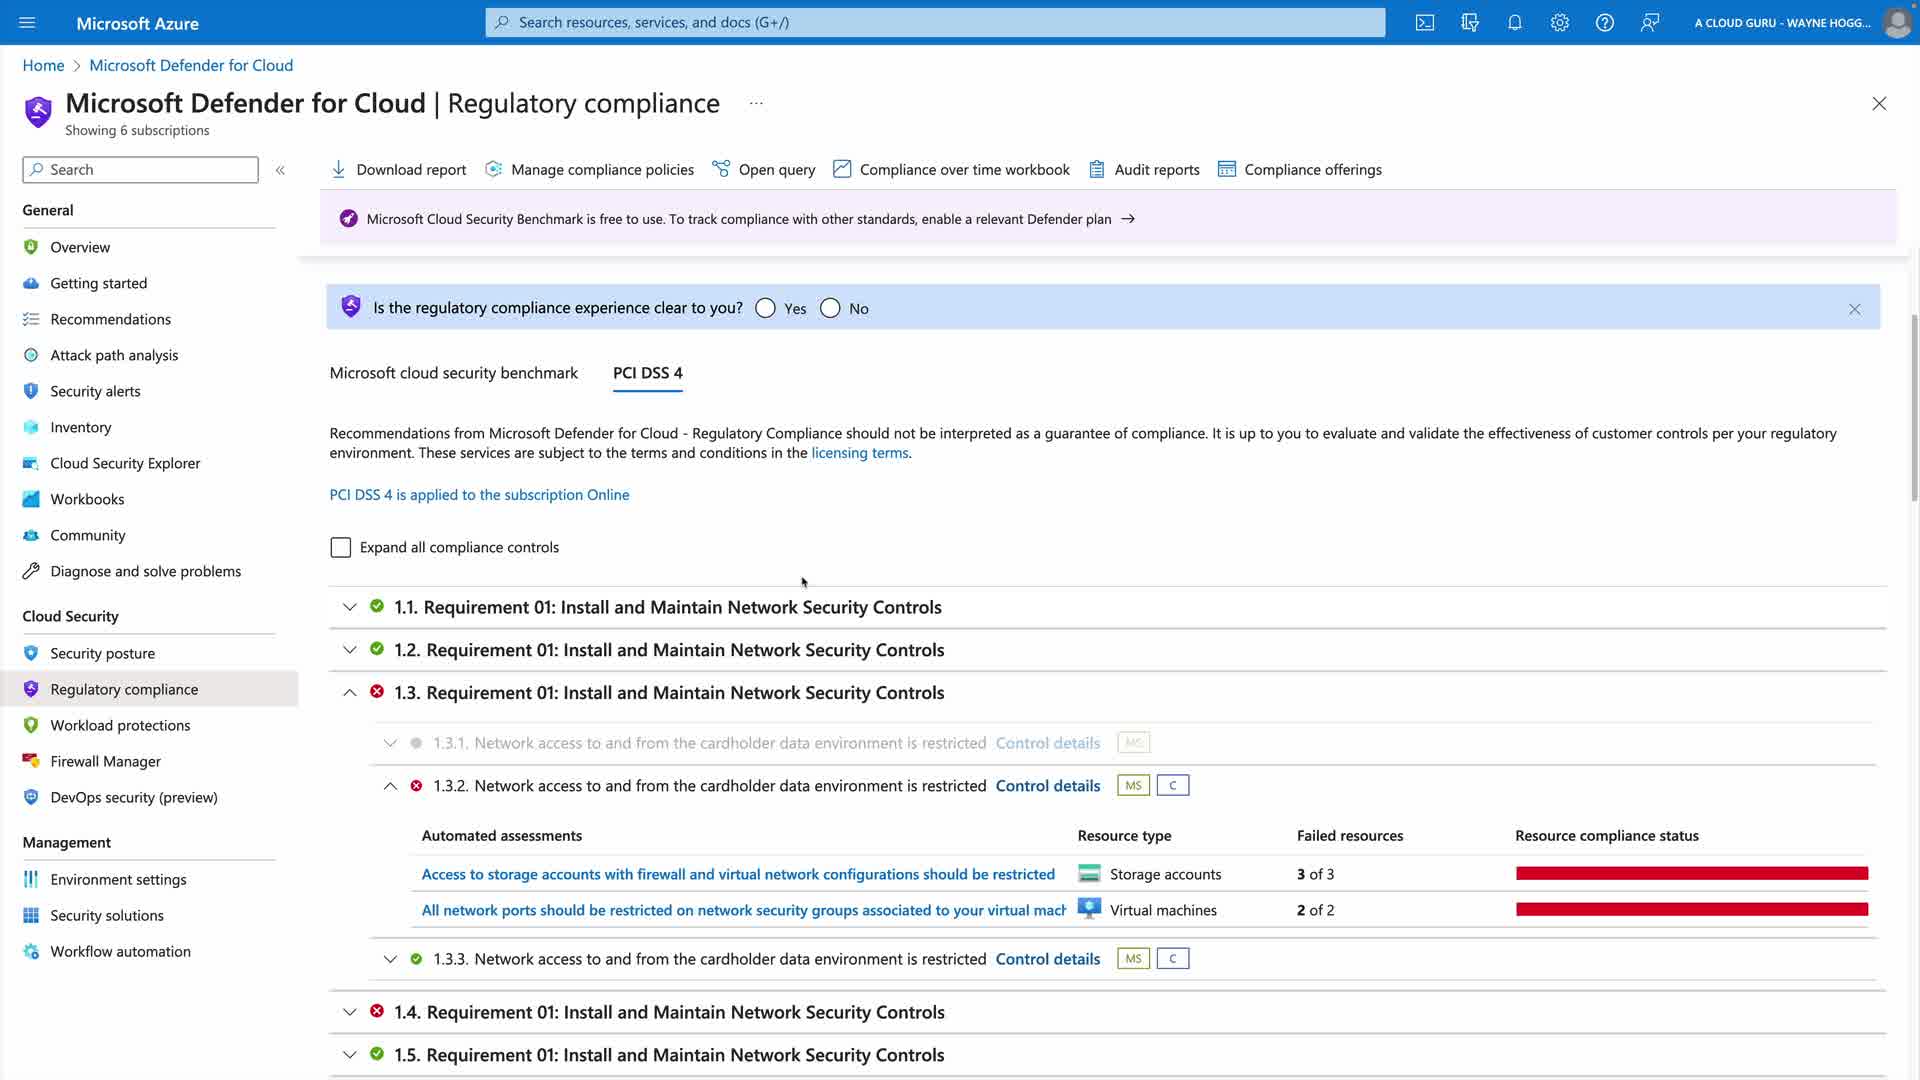 Microsoft Azure
Search resources, services, and docs (G+/)
A CLOUD GURU - WAYNE HOGG...
Home > Microsoft Defender for Cloud
Microsoft Defender for Cloud | Regulatory compliance ...
Showing 6 subscriptions
Search
«
Download report
Manage compliance policies
Open query
Compliance over time workbook
Audit reports
Compliance offerings
Microsoft Cloud Security Benchmark is free to use. To track compliance with other standards, enable a relevant Defender plan →
General
Overview
Getting started
Recommendations
Attack path analysis
Security alerts
Inventory
Cloud Security Explorer
Workbooks
Community
Diagnose and solve problems
Cloud Security
Security posture
Regulatory compliance
Workload protections
Firewall Manager
DevOps security (preview)
Management
Environment settings
Security solutions
Workflow automation
Is the regulatory compliance experience clear to you? Yes No
Microsoft cloud security benchmark
PCI DSS 4
Recommendations from Microsoft Defender for Cloud - Regulatory Compliance should not be interpreted as a guarantee of compliance. It is up to you to evaluate and validate the effectiveness of customer controls per your regulatory
environment. These services are subject to the terms and conditions in the licensing terms.
PCI DSS 4 is applied to the subscription Online
Expand all compliance controls
1.1. Requirement 01: Install and Maintain Network Security Controls
1.2. Requirement 01: Install and Maintain Network Security Controls
1.3. Requirement 01: Install and Maintain Network Security Controls
1.3.1. Network access to and from the cardholder data environment is restricted Control details MS
1.3.2. Network access to and from the cardholder data environment is restricted Control details MS C
Automated assessments Resource type Failed resources Resource compliance status
Access to storage accounts with firewall and virtual network configurations should be restricted Storage accounts 3 of 3
All network ports should be restricted on network security groups associated to your virtual mach Virtual machines 2 of 2
1.3.3. Network access to and from the cardholder data environment is restricted Control details MS C
1.4. Requirement 01: Install and Maintain Network Security Controls
1.5. Requirement 01: Install and Maintain Network Security Controls